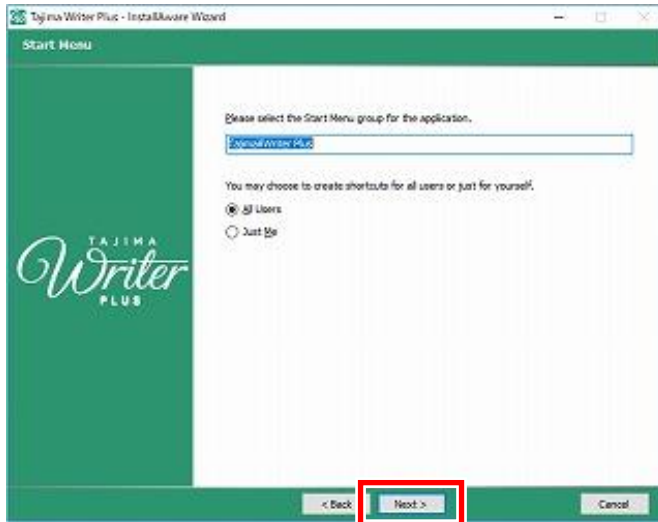 Tajima Writer Plus - InstallAware Wizard
Start Menu
Please select the Start Menu group for the application.
Tajima\Writer Plus
You may choose to create shortcuts for all users or just for yourself.
All Users
Just Me
TAJIMA
Writer
PLUS
< Back
Next >
Cancel